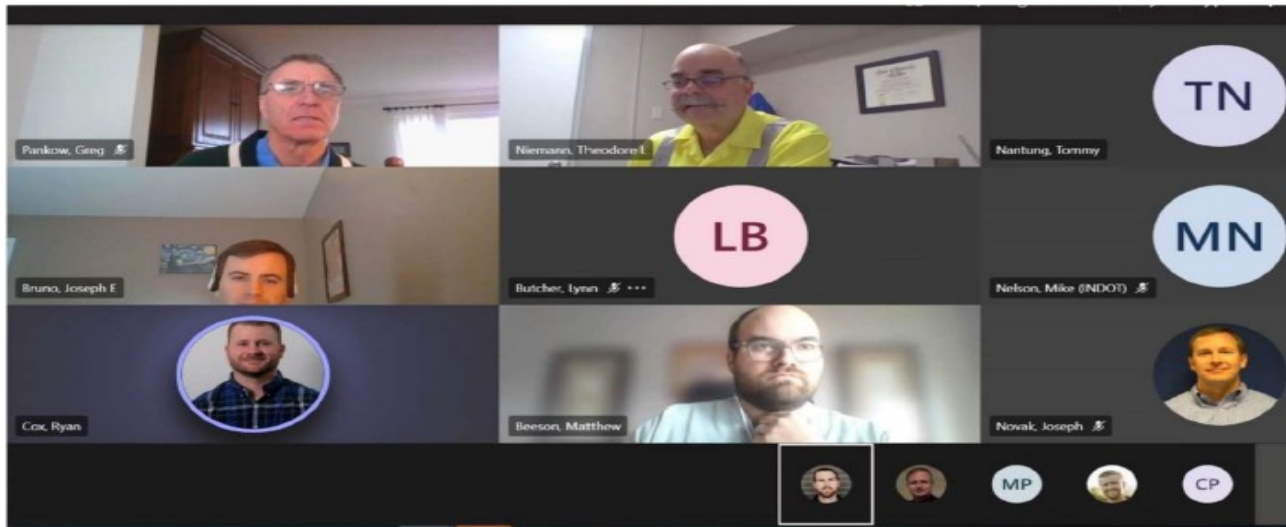 TN
Pankow, Greg
Niemann, Theodore L
Nantung, Tommy
LB
MN
Bruno, Joseph E
Butcher, Lynn
Nelson, Mike (INDOT)
Cox, Ryan
Beeson, Matthew
Novak, Joseph
MP
CP